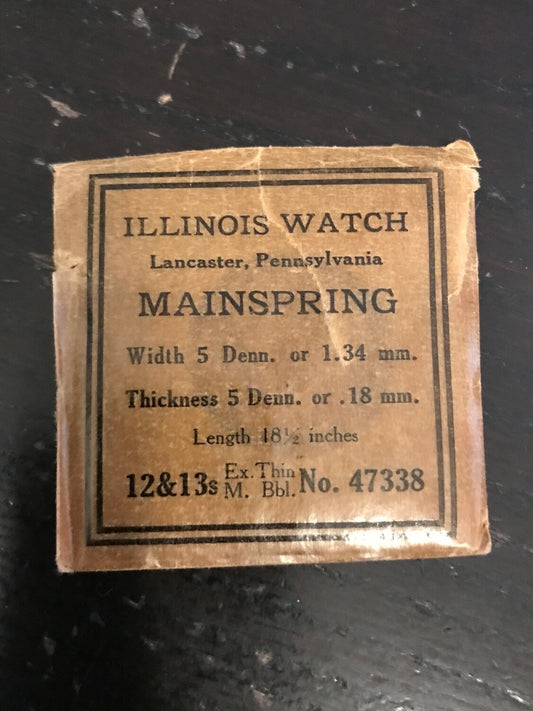 ILLINOIS WATCH
Lancaster, Pennsylvania
MAINSPRING
Width 5 Denn. or 1.34 mm.
Thickness 5 Denn. or .18 mm.
Length 18½ inches
12&13s Ex. Thin M. Bbl. No. 47338